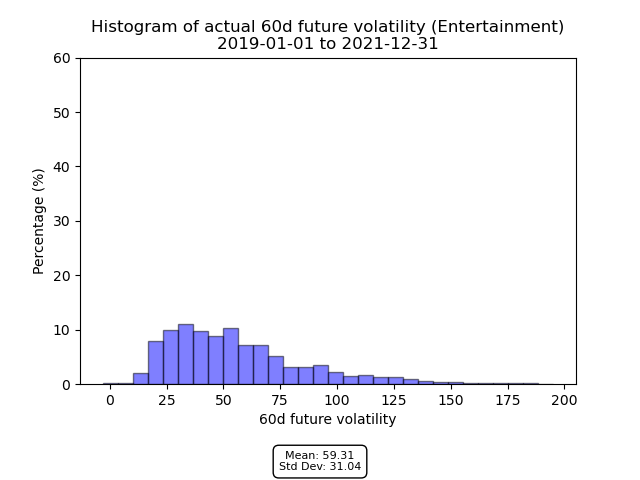 Histogram of actual 60d future volatility (Entertainment)
2019-01-01 to 2021-12-31
60
50
40
30
20
10
0
Percentage (%)
0 25 50 75 100 125 150 175 200
60d future volatility
Mean: 59.31
Std Dev: 31.04